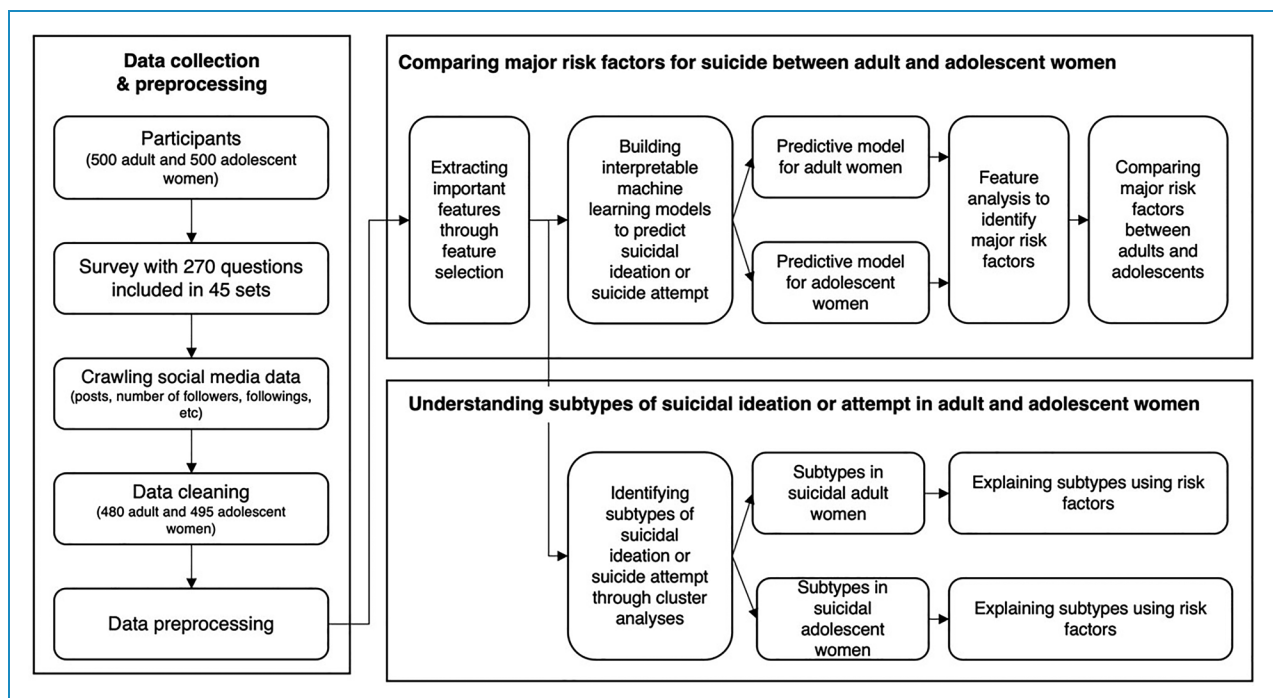 Data collection
& preprocessing
Participants
(500 adult and 500 adolescent
women)
Survey with 270 questions
included in 45 sets
Crawling social media data
(posts, number of followers, followings,
etc)
Data cleaning
(480 adult and 495 adolescent
women)
Data preprocessing
Comparing major risk factors for suicide between adult and adolescent women
Extracting
important
features
through
feature
selection
Building
interpretable
machine
learning models
to predict
suicidal
ideation or
suicide attempt
Predictive model
for adult women
Predictive model
for adolescent
women
Feature
analysis to
identify
major risk
factors
Comparing
major risk
factors
between
adults and
adolescents
Understanding subtypes of suicidal ideation or attempt in adult and adolescent women
Identifying
subtypes of
suicidal
ideation or
suicide attempt
through cluster
analyses
Subtypes in
suicidal adult
women
Explaining subtypes using risk
factors
Subtypes in
suicidal
adolescent
women
Explaining subtypes using risk
factors